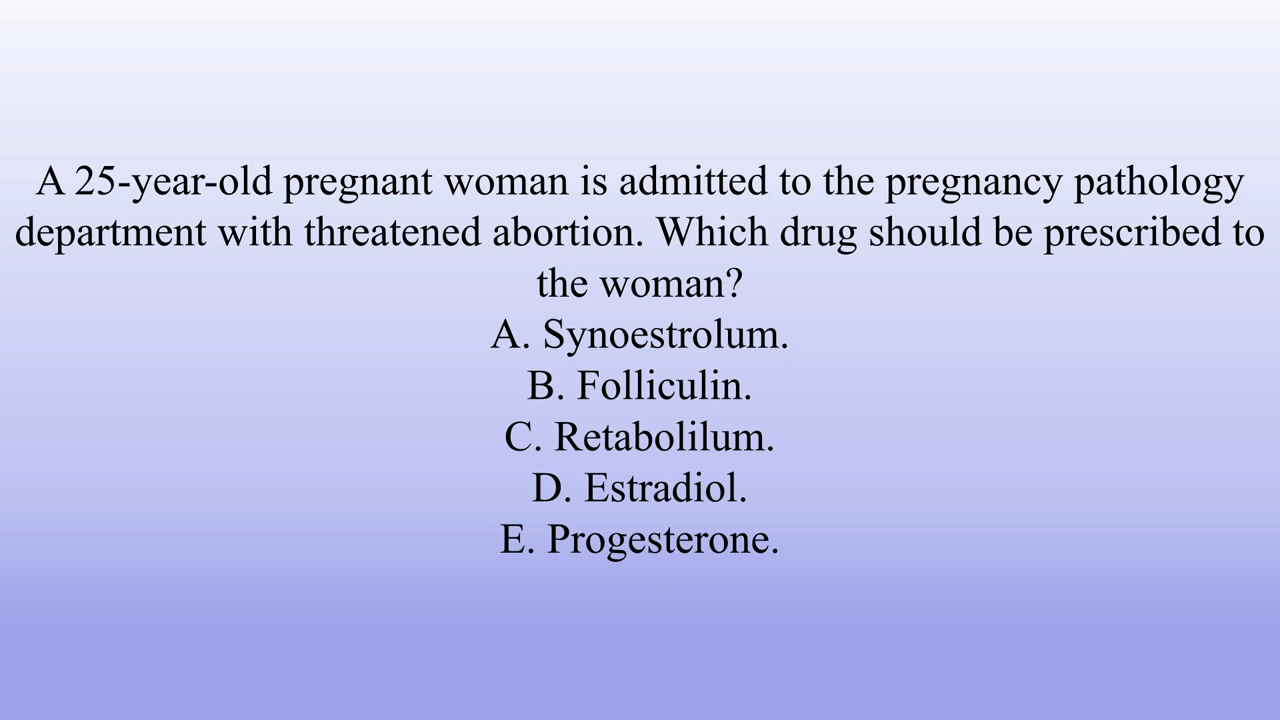 A 25-year-old pregnant woman is admitted to the pregnancy pathology
department with threatened abortion. Which drug should be prescribed to
the woman?
A. Synoestrolum.
B. Folliculin.
C. Retabolilum.
D. Estradiol.
E. Progesterone.